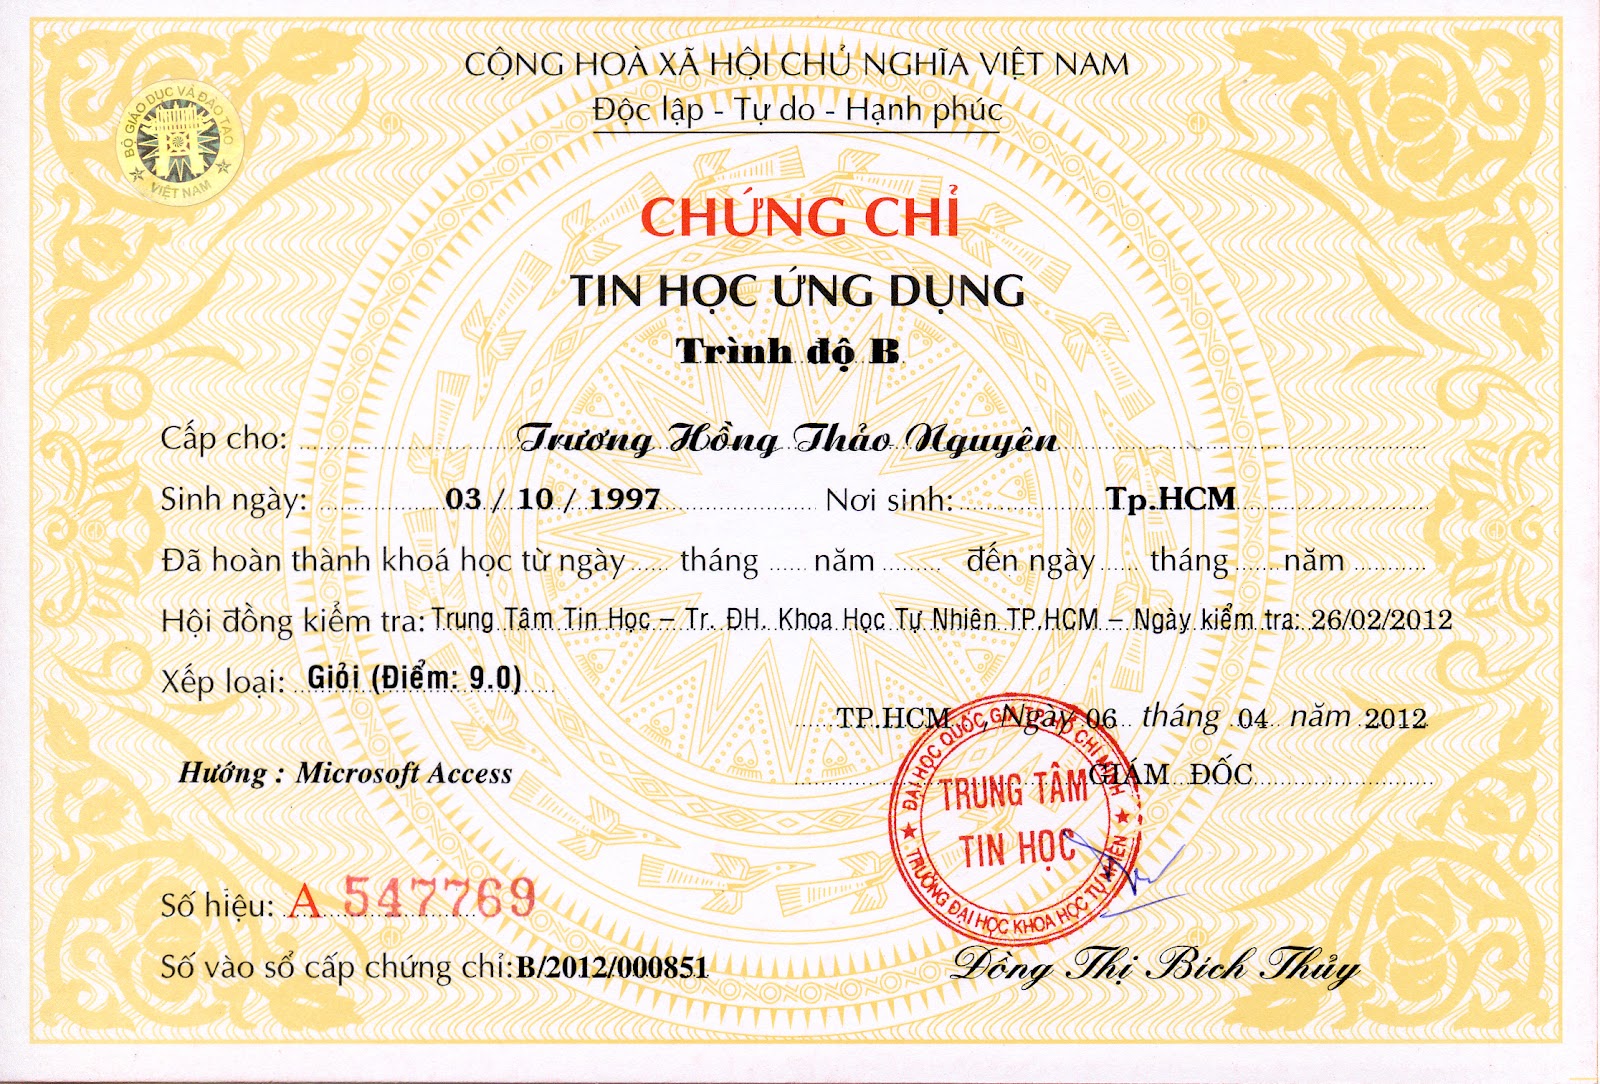 CỘNG HOÀ XÃ HỘI CHỦ NGHĨA VIỆT NAM
Độc lập - Tự do - Hạnh phúc
BỘ GIÁO DỤC VÀ ĐÀO TẠO
VIỆT NAM
CHỨNG CHỈ
TIN HỌC ỨNG DỤNG
Trình độ B
Cấp cho: Trương Hồng Thảo Nguyên
Sinh ngày: 03 / 10 / 1997 Nơi sinh: Tp.HCM
Đã hoàn thành khoá học từ ngày ...... tháng ...... năm ......... đến ngày ...... tháng ...... năm ...........
Hội đồng kiểm tra: Trung Tâm Tin Học – Tr. ĐH. Khoa Học Tự Nhiên TP.HCM – Ngày kiểm tra: 26/02/2012
Xếp loại: Giỏi (Điểm: 9.0)
TP.HCM, Ngày 06 tháng 04 năm 2012
Hướng : Microsoft Access
GIÁM ĐỐC
ĐẠI HỌC QUỐC GIA TP.HỒ CHÍ MINH
TRUNG TÂM
TIN HỌC
TRƯỜNG ĐẠI HỌC KHOA HỌC TỰ NHIÊN
Số hiệu: A 547769
Số vào sổ cấp chứng chỉ: B/2012/000851
Đồng Thị Bích Thủy